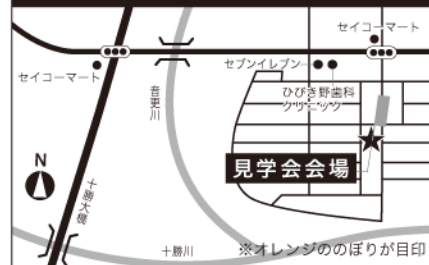 セイコーマート
セイコーマート
セブンイレブン
ひびき野歯科
クリニック
音更川
見学会会場
N
十勝大橋
十勝川
※オレンジののぼりが目印